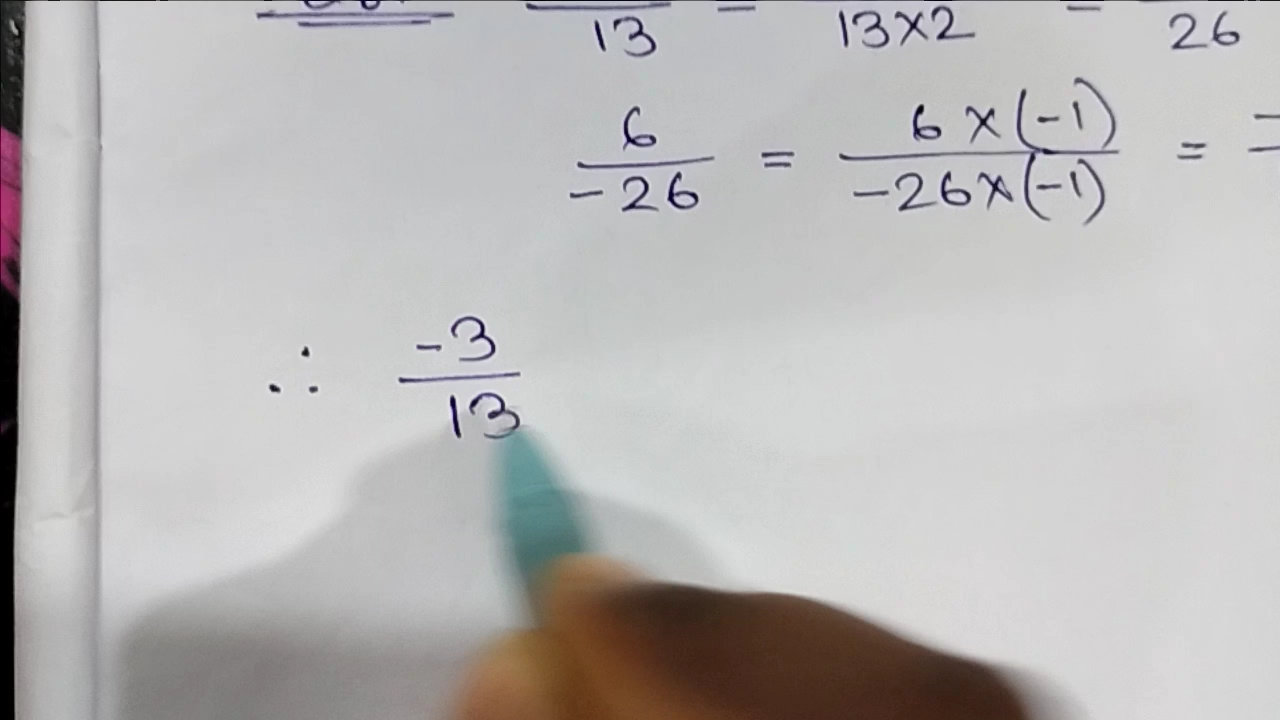 13 = 13×2 = 26
6/-26 = 6×(-1)/-26×(-1) =
∴ -3/13